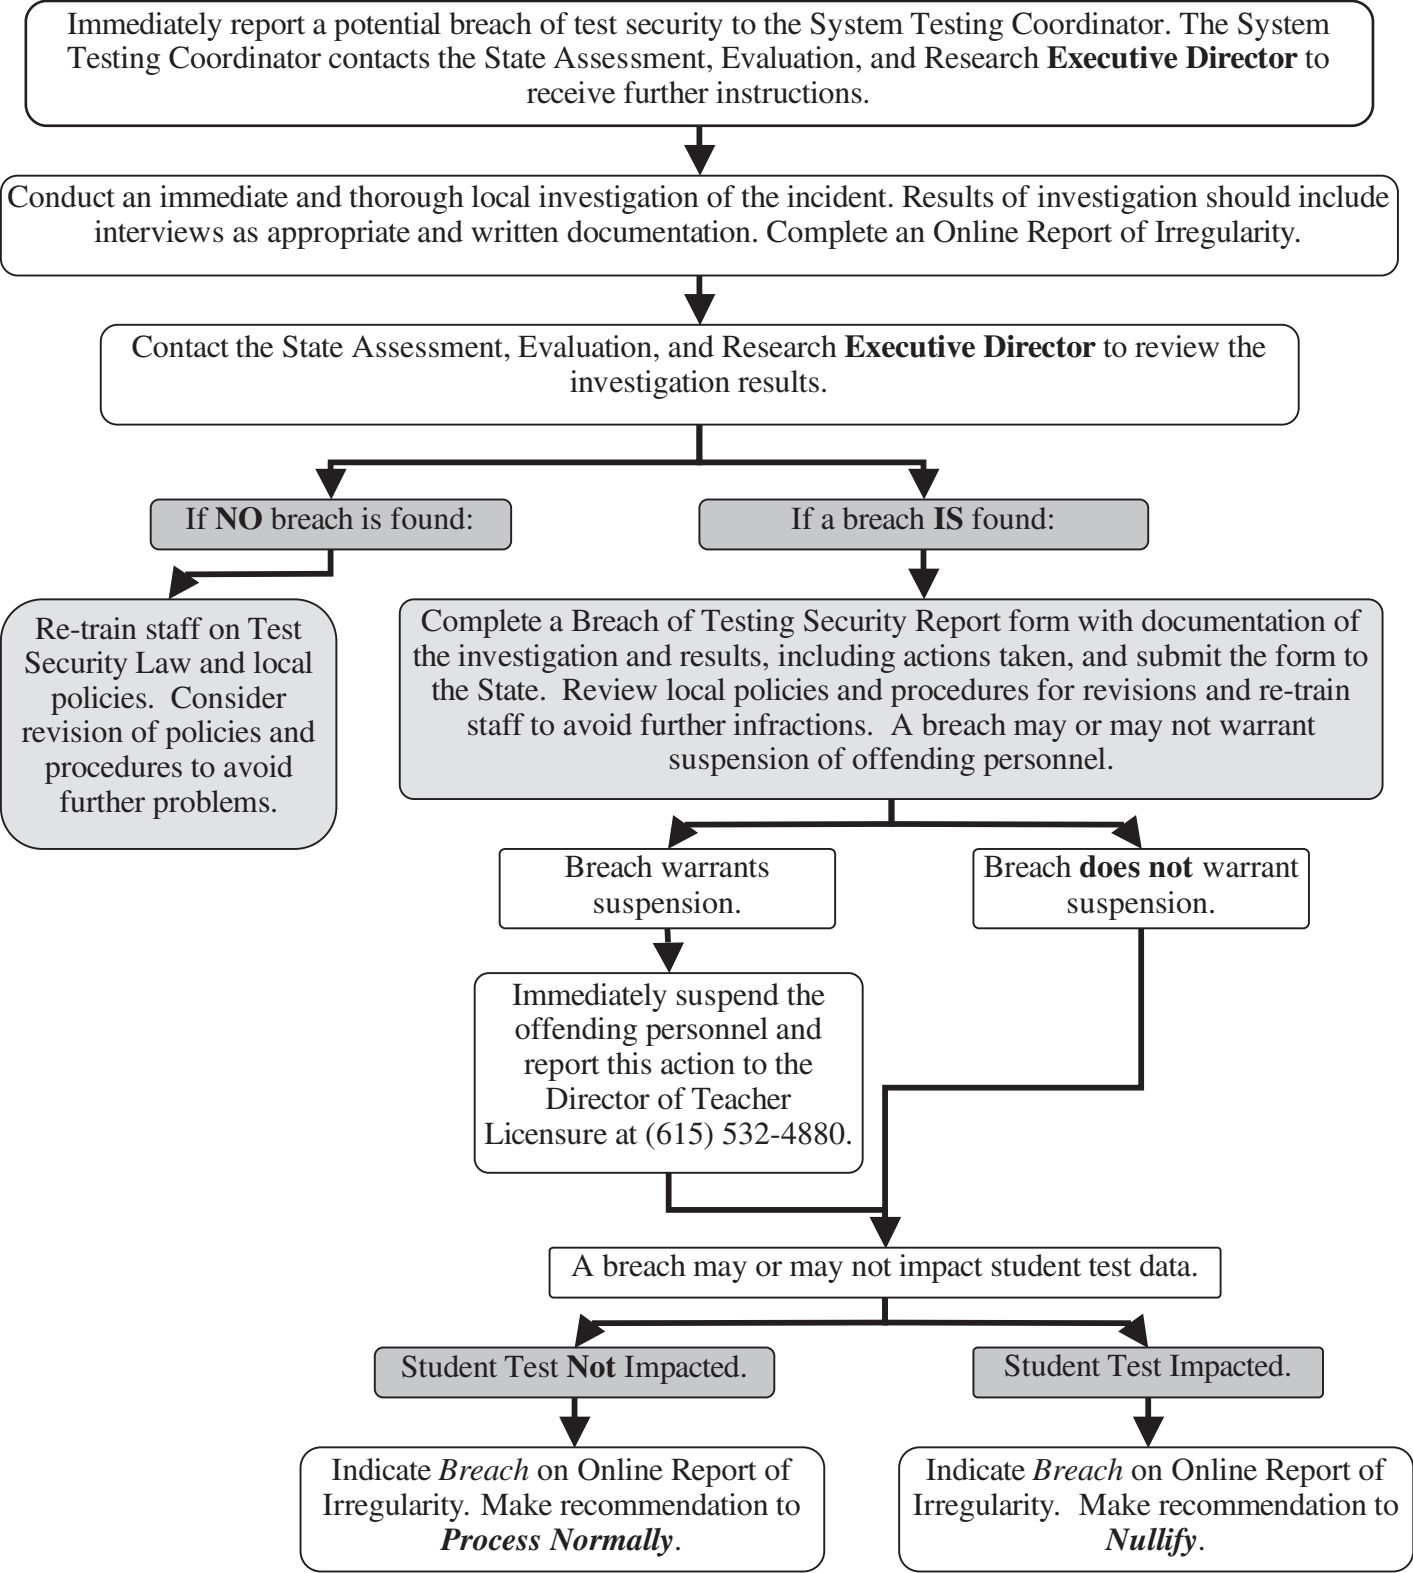 Immediately report a potential breach of test security to the System Testing Coordinator. The System
Testing Coordinator contacts the State Assessment, Evaluation, and Research Executive Director to
receive further instructions.
Conduct an immediate and thorough local investigation of the incident. Results of investigation should include
interviews as appropriate and written documentation. Complete an Online Report of Irregularity.
Contact the State Assessment, Evaluation, and Research Executive Director to review the
investigation results.
If NO breach is found:
If a breach IS found:
Re-train staff on Test
Security Law and local
policies. Consider
revision of policies and
procedures to avoid
further problems.
Complete a Breach of Testing Security Report form with documentation of
the investigation and results, including actions taken, and submit the form to
the State. Review local policies and procedures for revisions and re-train
staff to avoid further infractions. A breach may or may not warrant
suspension of offending personnel.
Breach warrants
suspension.
Breach does not warrant
suspension.
Immediately suspend the
offending personnel and
report this action to the
Director of Teacher
Licensure at (615) 532-4880.
A breach may or may not impact student test data.
Student Test Not Impacted.
Student Test Impacted.
Indicate Breach on Online Report of
Irregularity. Make recommendation to
Process Normally.
Indicate Breach on Online Report of
Irregularity. Make recommendation to
Nullify.